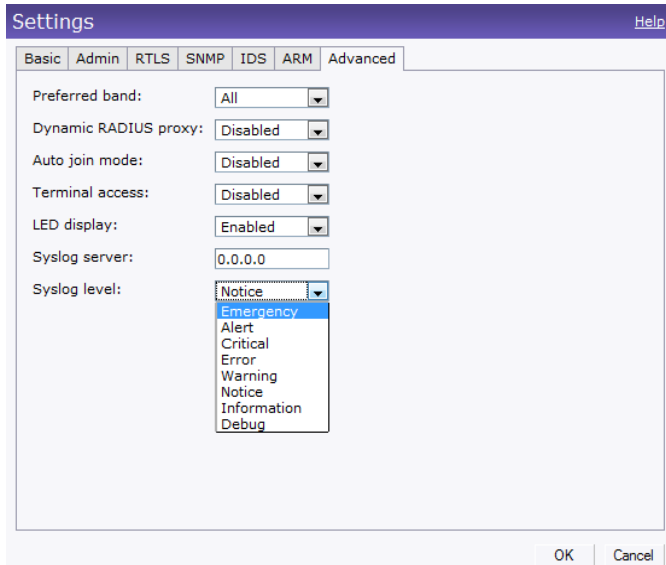 Settings Help
Basic Admin RTLS SNMP IDS ARM Advanced
Preferred band: All
Dynamic RADIUS proxy: Disabled
Auto join mode: Disabled
Terminal access: Disabled
LED display: Enabled
Syslog server: 0.0.0.0
Syslog level: Notice
Emergency
Alert
Critical
Error
Warning
Notice
Information
Debug
OK Cancel